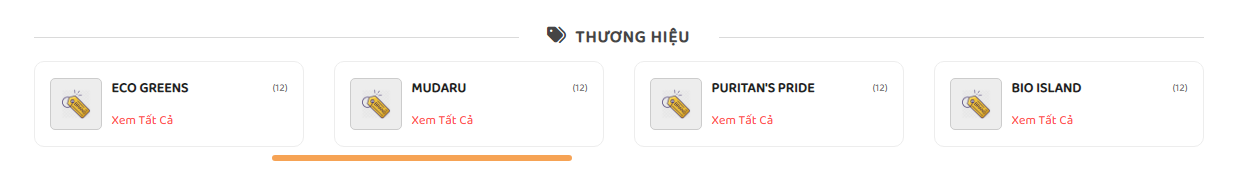 THƯƠNG HIỆU
ECO GREENS (12)
Xem Tất Cả
MUDARU (12)
Xem Tất Cả
PURITAN'S PRIDE (12)
Xem Tất Cả
BIO ISLAND (12)
Xem Tất Cả